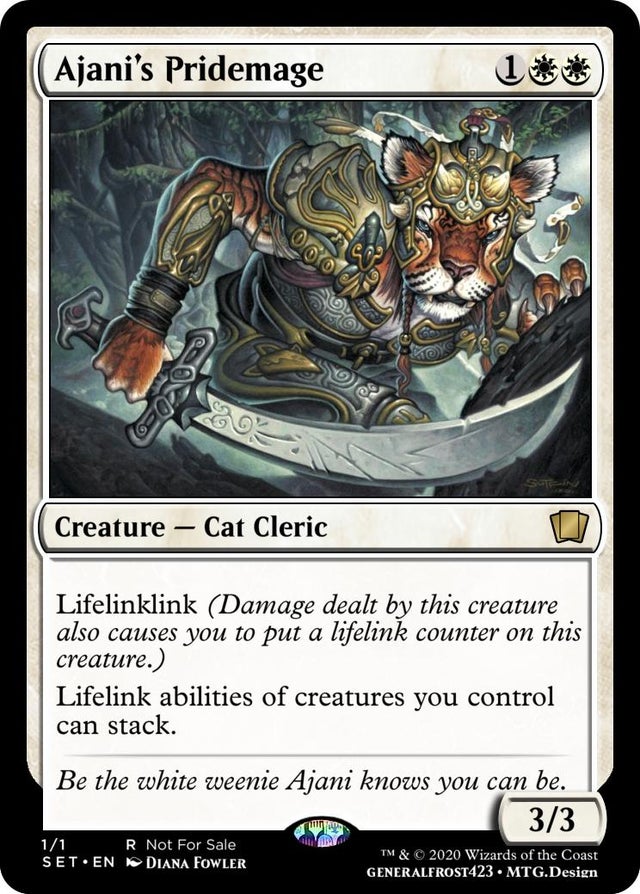 Ajani's Pridemage 1
Creature — Cat Cleric
Lifelinklink (Damage dealt by this creature
also causes you to put a lifelink counter on this
creature.)
Lifelink abilities of creatures you control
can stack.
Be the white weenie Ajani knows you can be.
3/3
1/1 R Not For Sale
SET • EN Diana Fowler
™ & © 2020 Wizards of the Coast
GENERALFROST423 • MTG.Design